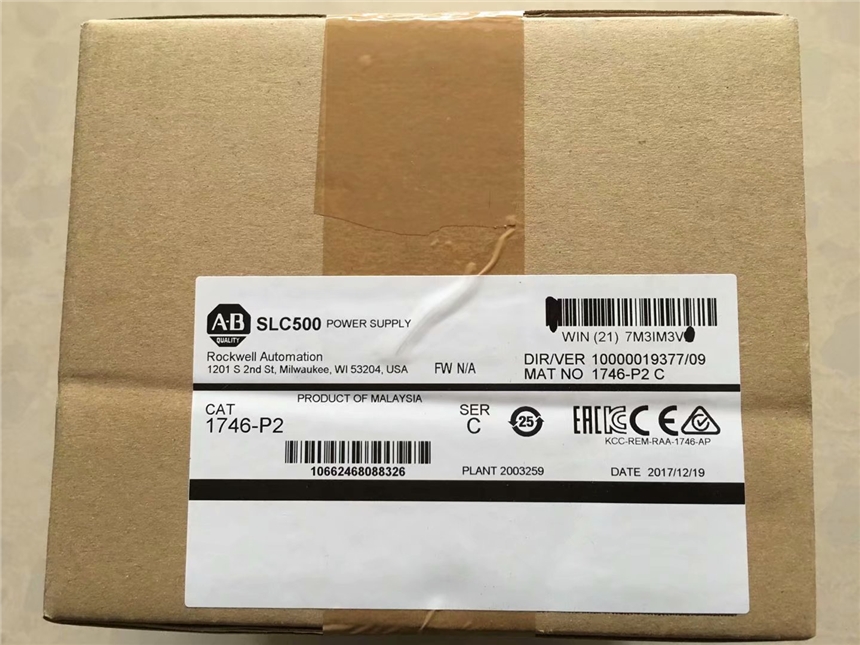 A-B
QUALITY
SLC500 POWER SUPPLY
WIN (21) 7M3IM3V
Rockwell Automation
1201 S 2nd St, Milwaukee, WI 53204, USA
FW N/A
DIR/VER 10000019377/09
MAT NO 1746-P2 C
PRODUCT OF MALAYSIA
CAT
1746-P2
SER
C
25
EAC
CE
KCC-REM-RAA-1746-AP
10662468088326
PLANT 2003259
DATE 2017/12/19